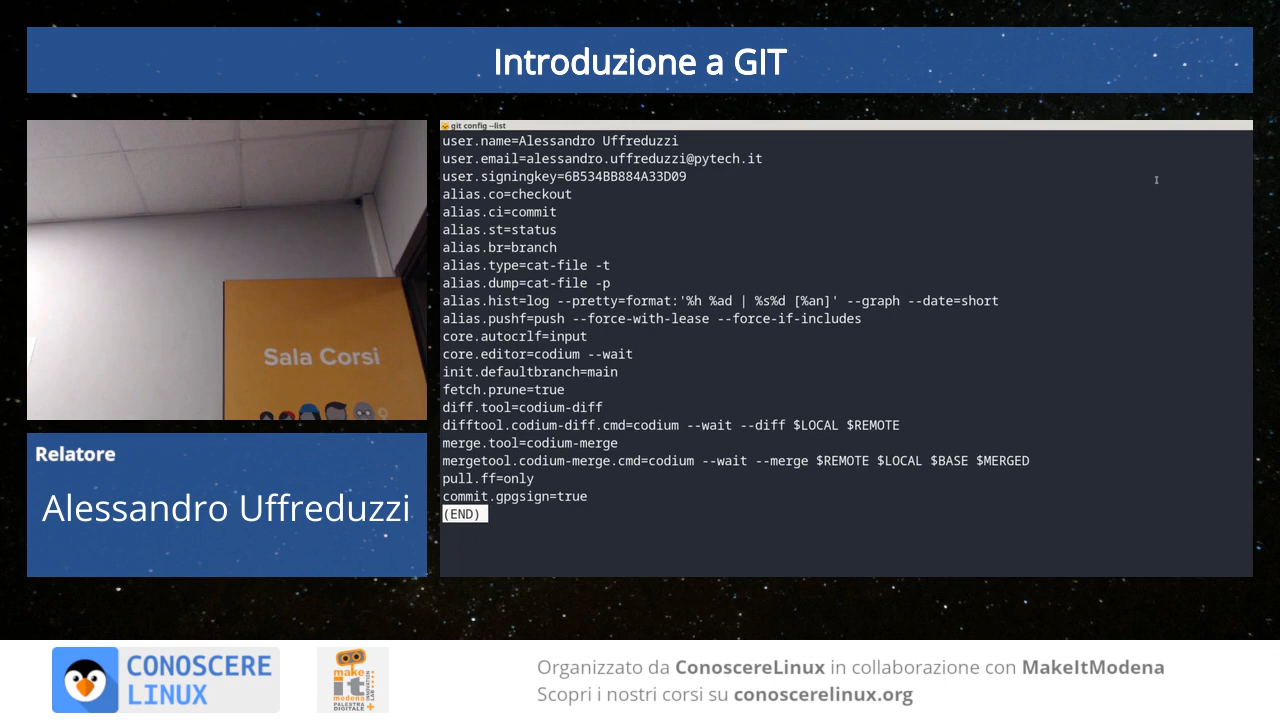 Introduzione a GIT
Sala Corsi
Relatore
Alessandro Uffreduzzi
git config --list
user.name=Alessandro Uffreduzzi
user.email=alessandro.uffreduzzi@pytech.it
user.signingkey=6B534BB884A33D09
alias.co=checkout
alias.ci=commit
alias.st=status
alias.br=branch
alias.type=cat-file -t
alias.dump=cat-file -p
alias.hist=log --pretty=format:'%h %ad | %s%d [%an]' --graph --date=short
alias.pushf=push --force-with-lease --force-if-includes
core.autocrlf=input
core.editor=codium --wait
init.defaultbranch=main
fetch.prune=true
diff.tool=codium-diff
difftool.codium-diff.cmd=codium --wait --diff $LOCAL $REMOTE
merge.tool=codium-merge
mergetool.codium-merge.cmd=codium --wait --merge $REMOTE $LOCAL $BASE $MERGED
pull.ff=only
commit.gpgsign=true
(END)
CONOSCERE
LINUX
make
it
modena
PALESTRA
DIGITALE
INNOVATION
LAB
Organizzato da ConoscereLinux in collaborazione con MakeItModena
Scopri i nostri corsi su conoscerelinux.org